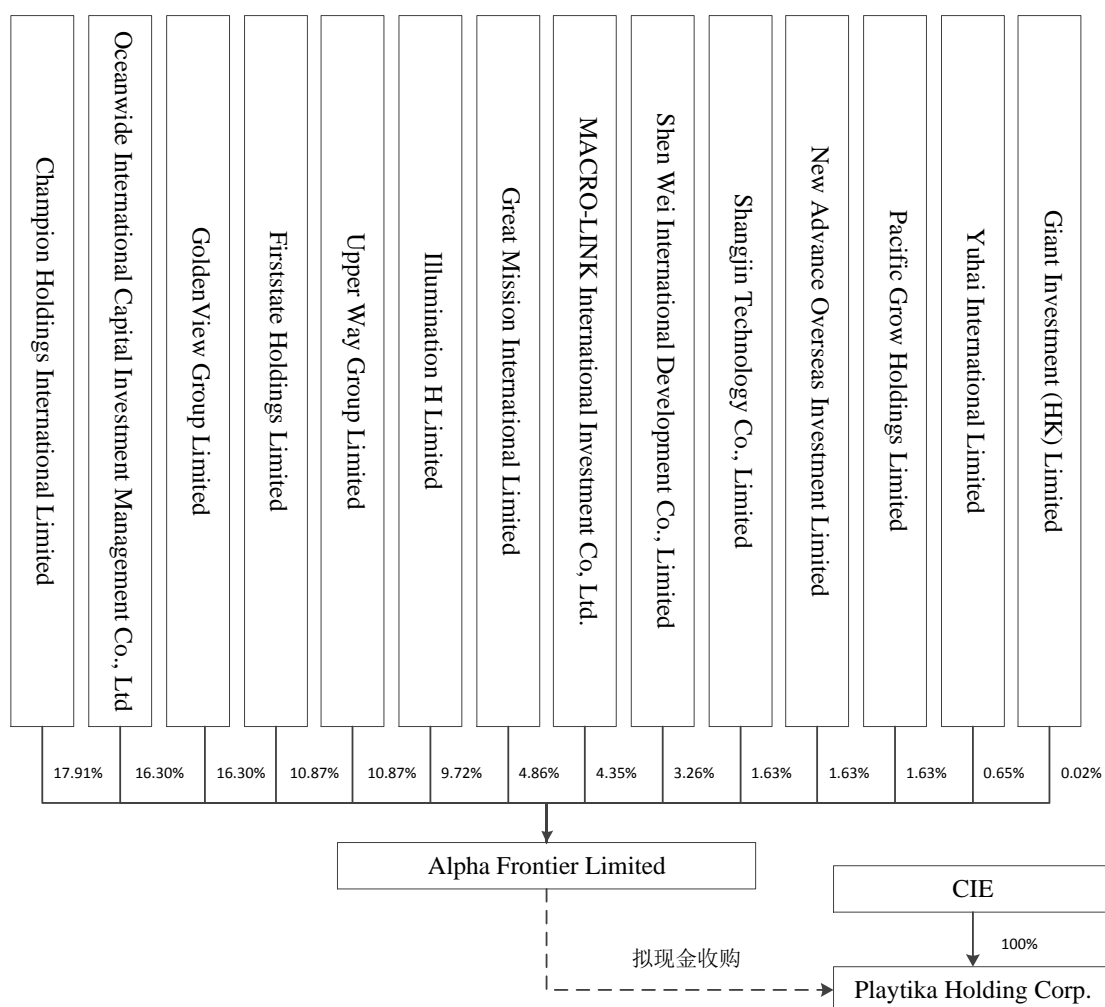 Champion Holdings International Limited
Oceanwide International Capital Investment Management Co., Ltd
GoldenView Group Limited
Firststate Holdings Limited
Upper Way Group Limited
Illumination H Limited
Great Mission International Limited
MACRO-LINK International Investment Co, Ltd.
Shen Wei International Development Co., Limited
Shangjin Technology Co., Limited
New Advance Overseas Investment Limited
Pacific Grow Holdings Limited
Yuhai International Limited
Giant Investment (HK) Limited
17.91%
16.30%
16.30%
10.87%
10.87%
9.72%
4.86%
4.35%
3.26%
1.63%
1.63%
1.63%
0.65%
0.02%
Alpha Frontier Limited
CIE
100%
拟现金收购
Playtika Holding Corp.